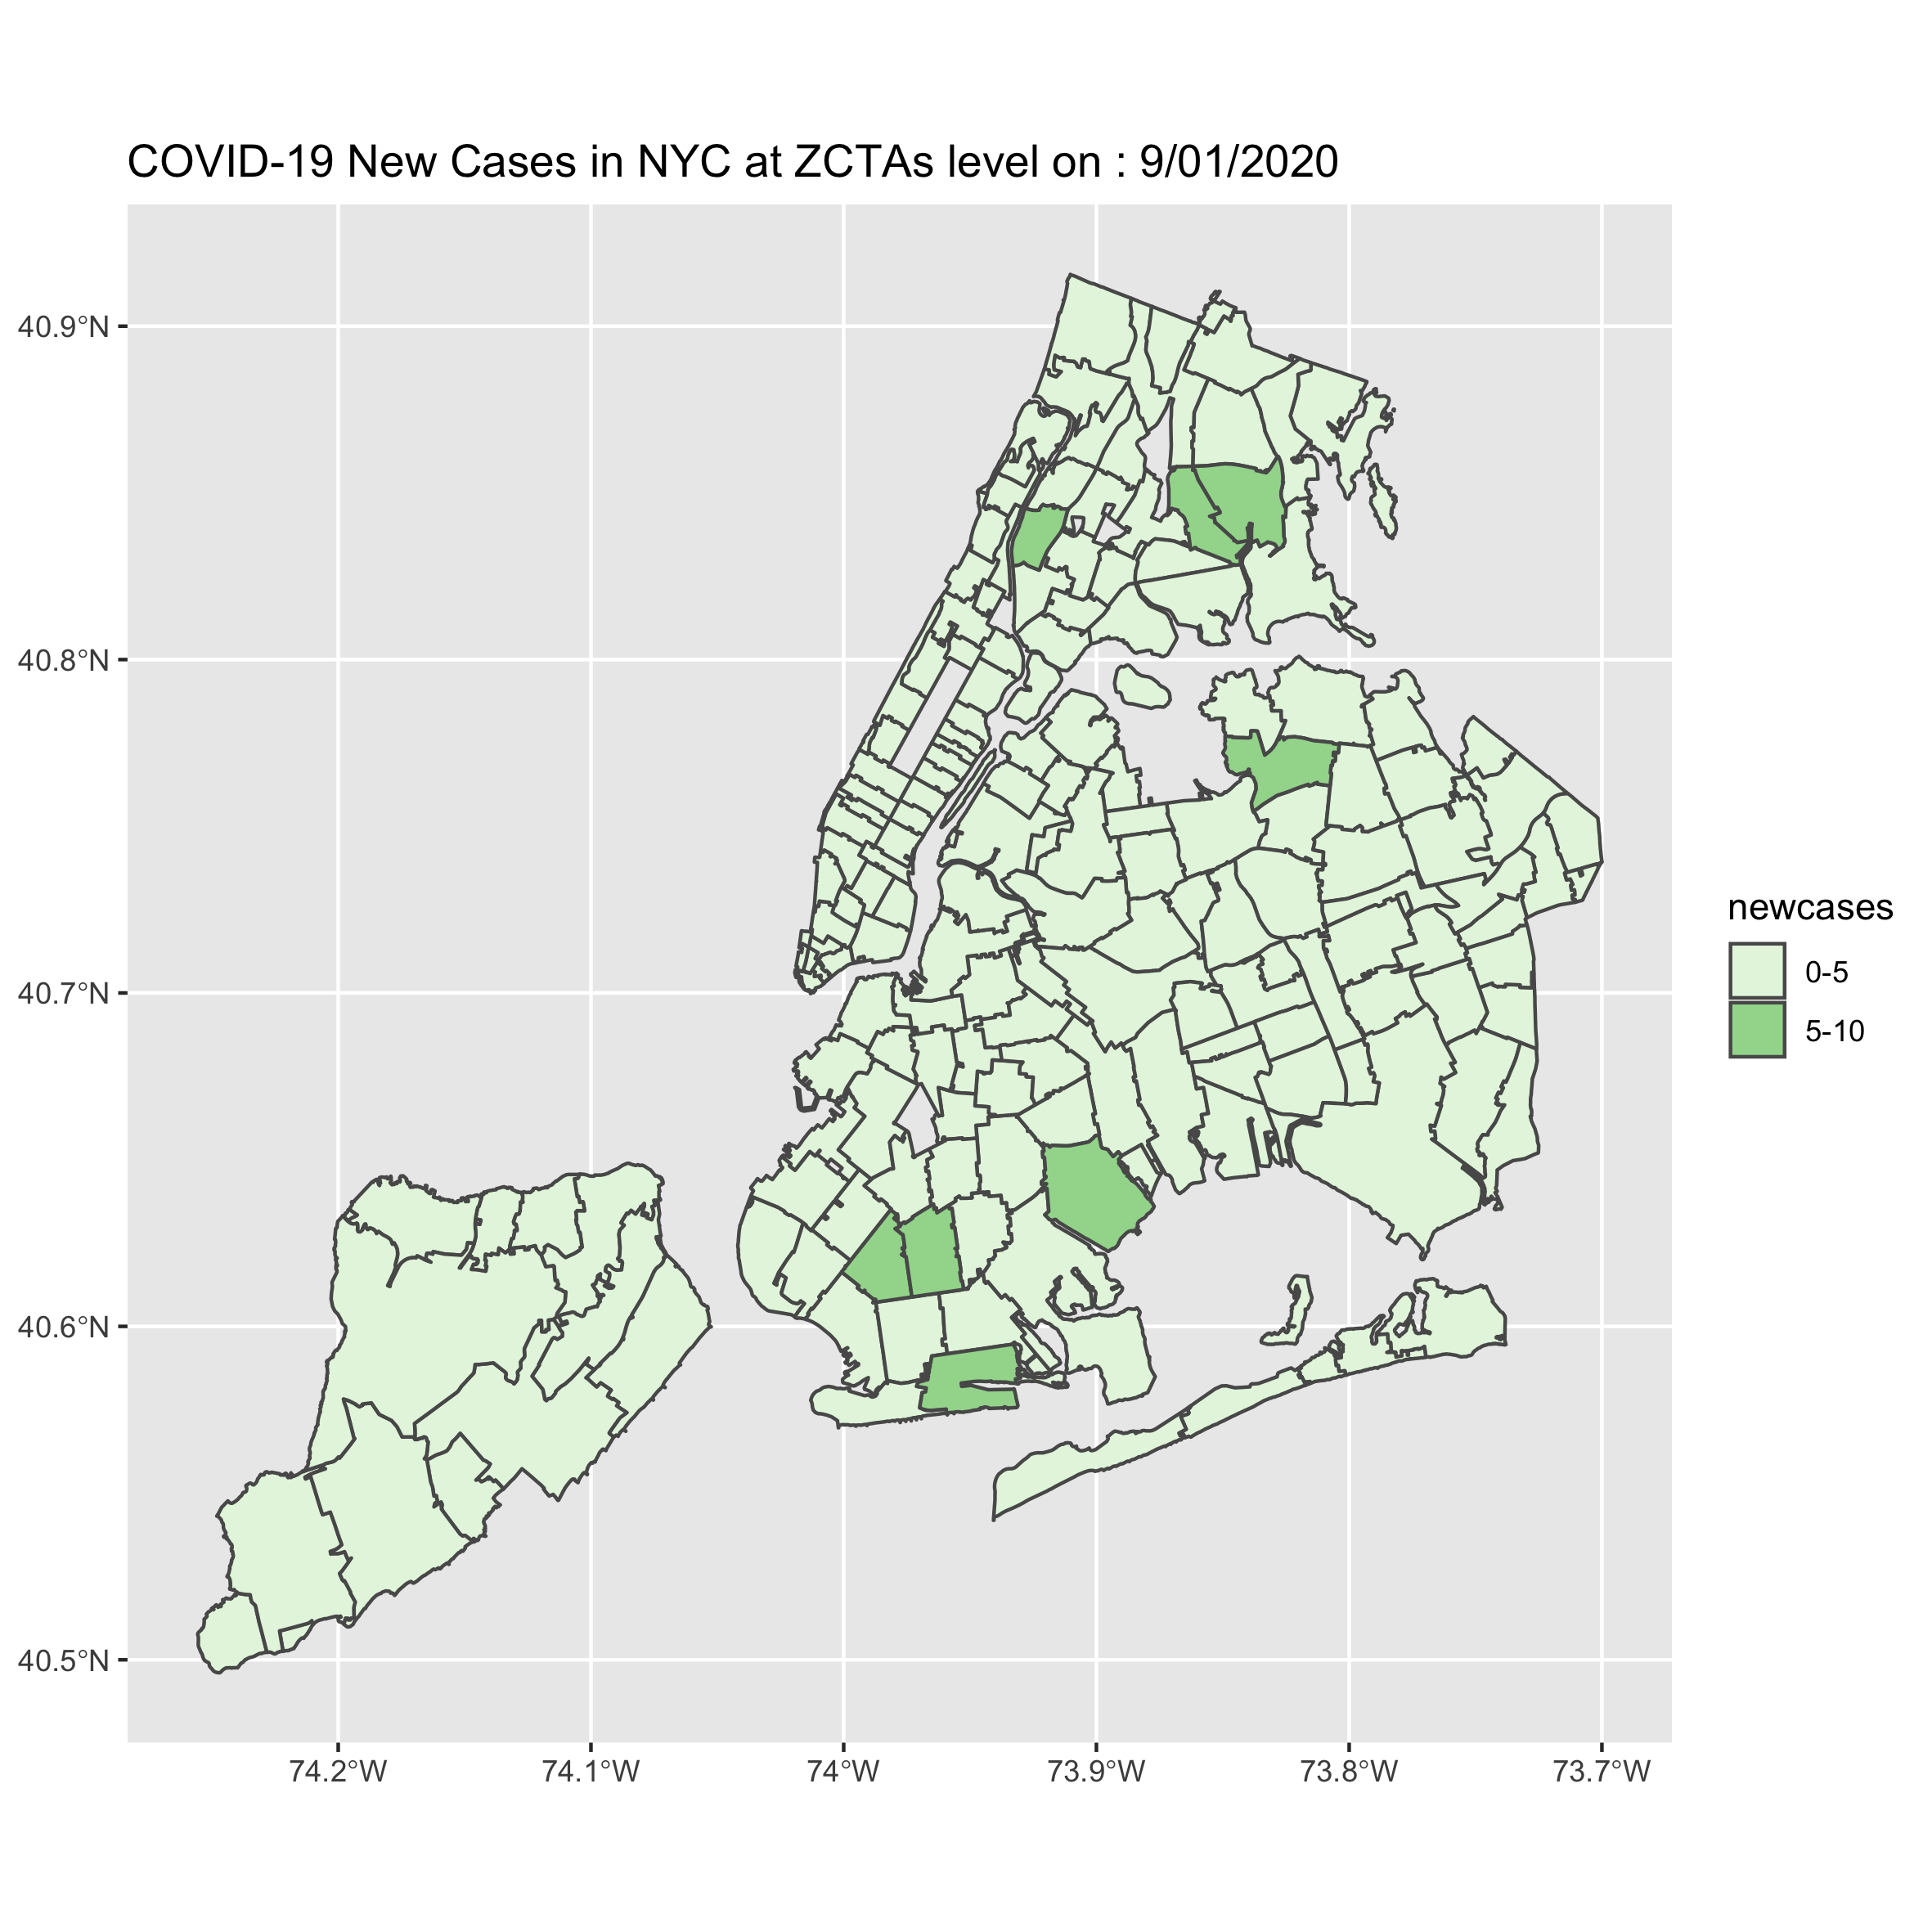 COVID-19 New Cases in NYC at ZCTAs level on : 9/01/2020
40.9°N
40.8°N
40.7°N
40.6°N
40.5°N
74.2°W 74.1°W 74°W 73.9°W 73.8°W 73.7°W
newcases
0-5
5-10